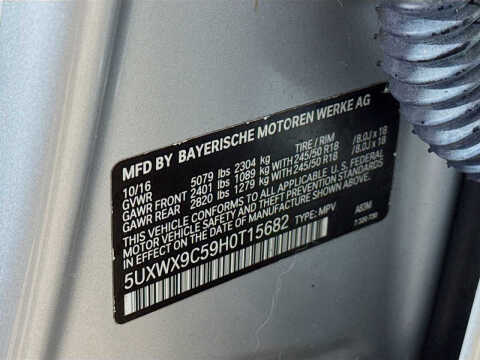 MFD BY BAYERISCHE MOTOREN WERKE AG
10/16 TIRE / RIM
GVWR 5079 lbs 2304 kg
GAWR FRONT 2401 lbs 1089 kg WITH 245/50 R18 / 8.0J x 18
GAWR REAR 2820 lbs 1279 kg WITH 245/50 R18 / 8.0J x 18
THIS VEHICLE CONFORMS TO ALL APPLICABLE U.S. FEDERAL
MOTOR VEHICLE SAFETY STANDARDS IN EFFECT ON THE
DATE OF MANUFACTURE SHOWN ABOVE.
5UXWX9C59H0T15682 TYPE: MPV